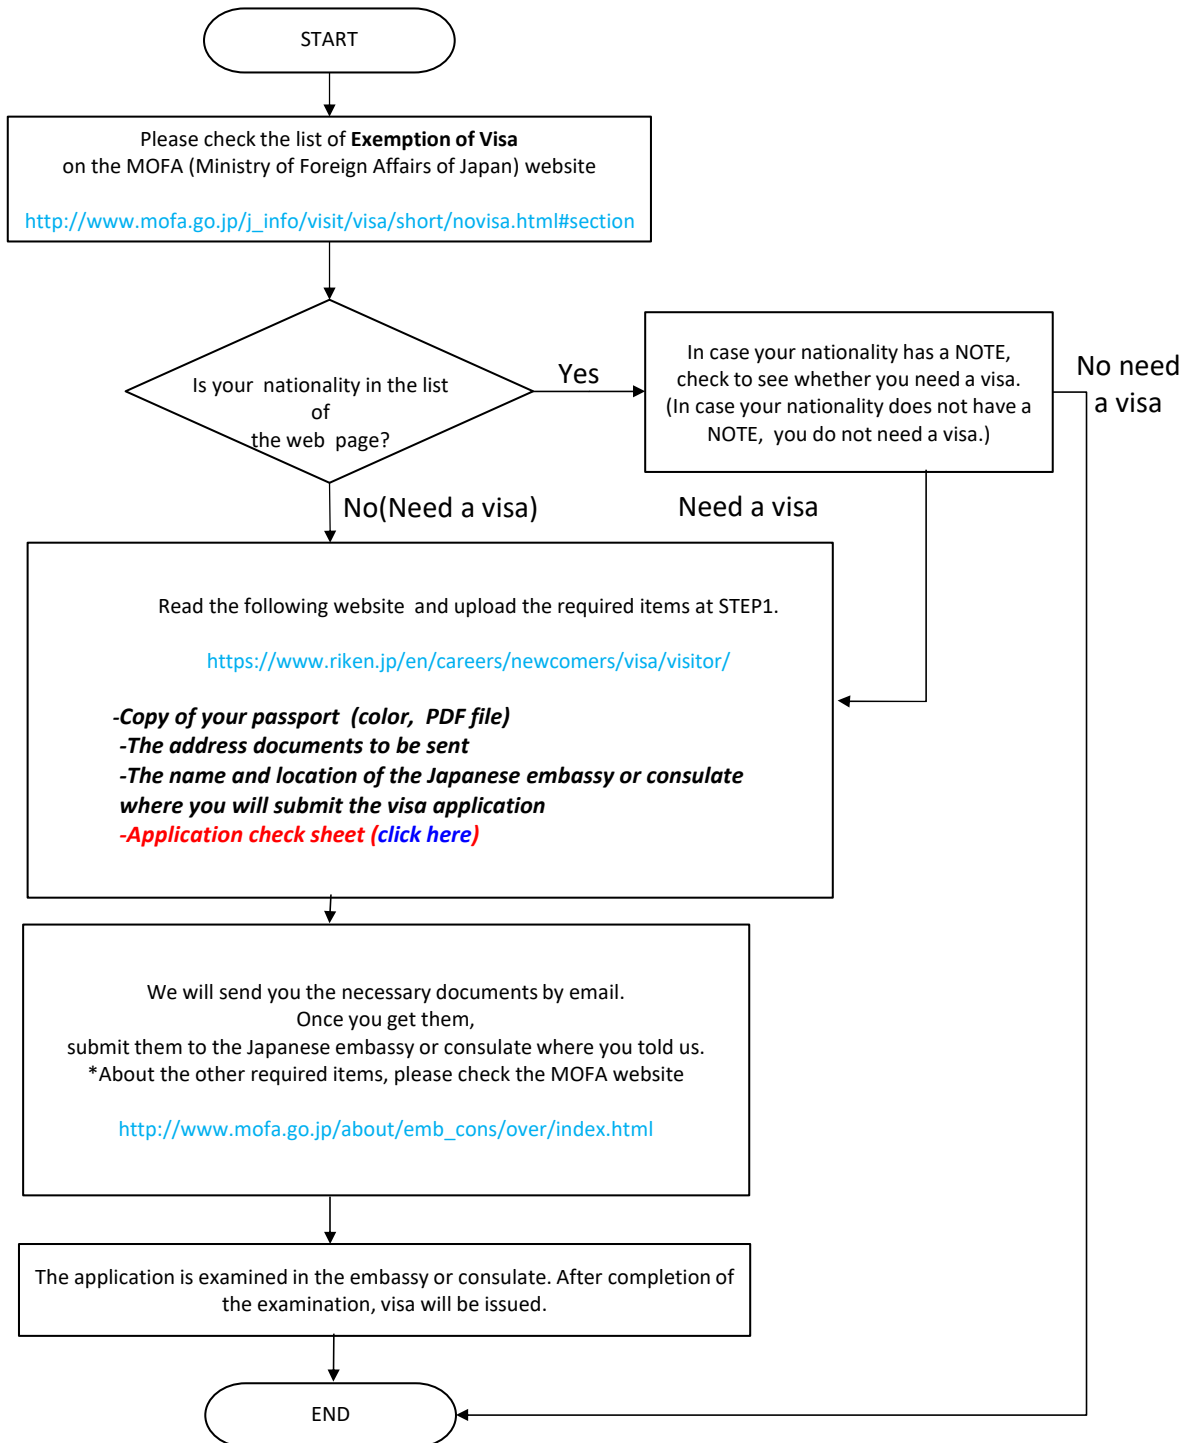 START
Please check the list of Exemption of Visa
on the MOFA (Ministry of Foreign Affairs of Japan) website
http://www.mofa.go.jp/j_info/visit/visa/short/novisa.html#section
Is your nationality in the list
of
the web page?
Yes
In case your nationality has a NOTE,
check to see whether you need a visa.
(In case your nationality does not have a
NOTE, you do not need a visa.)
No need
a visa
No(Need a visa)
Need a visa
Read the following website and upload the required items at STEP1.
https://www.riken.jp/en/careers/newcomers/visa/visitor/
-Copy of your passport (color, PDF file)
-The address documents to be sent
-The name and location of the Japanese embassy or consulate
where you will submit the visa application
-Application check sheet (click here)
We will send you the necessary documents by email.
Once you get them,
submit them to the Japanese embassy or consulate where you told us.
*About the other required items, please check the MOFA website
http://www.mofa.go.jp/about/emb_cons/over/index.html
The application is examined in the embassy or consulate. After completion of
the examination, visa will be issued.
END